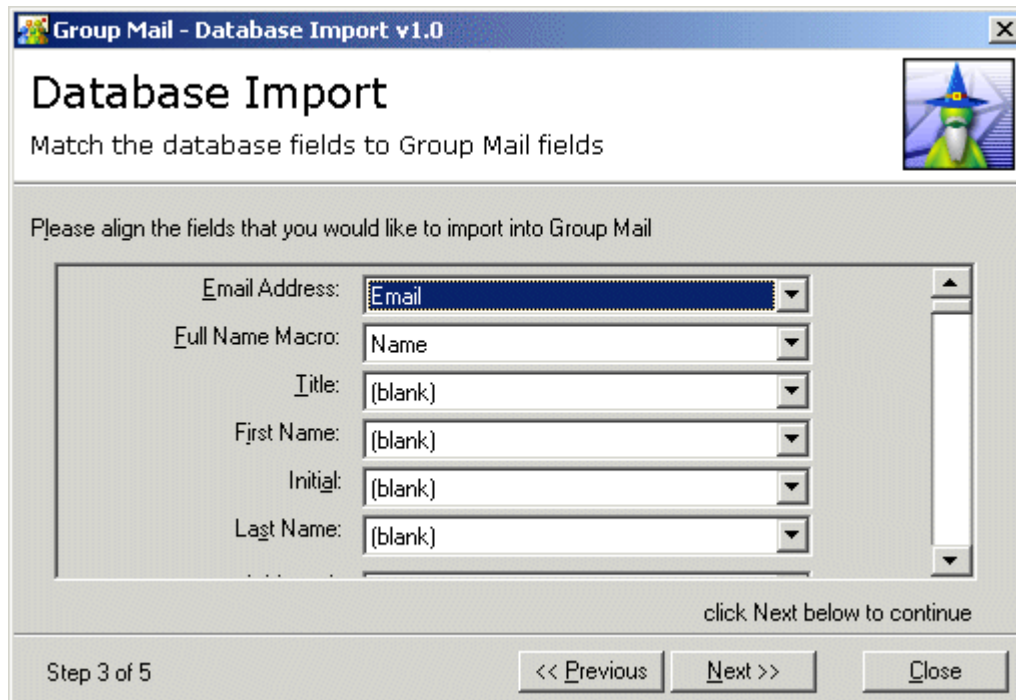 Group Mail - Database Import v1.0
Database Import
Match the database fields to Group Mail fields
Please align the fields that you would like to import into Group Mail
Email Address: Email
Full Name Macro: Name
Title: (blank)
First Name: (blank)
Initial: (blank)
Last Name: (blank)
click Next below to continue
Step 3 of 5 << Previous Next >> Close